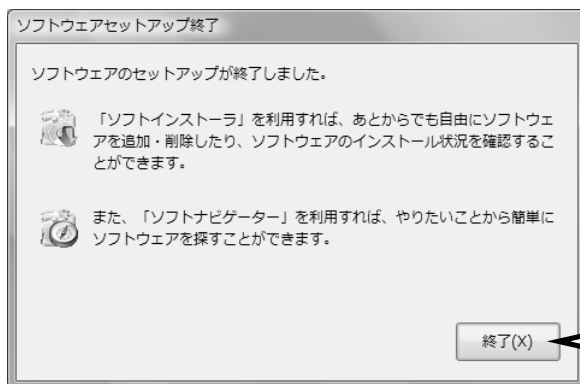 ソフトウェアセットアップ終了
ソフトウェアのセットアップが終了しました。
「ソフトインストーラ」を利用すれば、あとからでも自由にソフトウェ
アを追加・削除したり、ソフトウェアのインストール状況を確認するこ
とができます。
また、「ソフトナビゲーター」を利用すれば、やりたいことから簡単に
ソフトウェアを探すことができます。
終了(X)